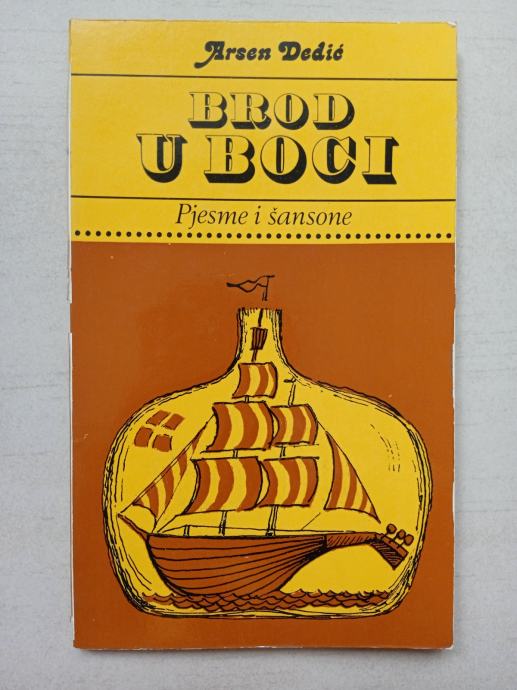 Arsen Dedić
BROD
U BOCI
Pjesme i šansone